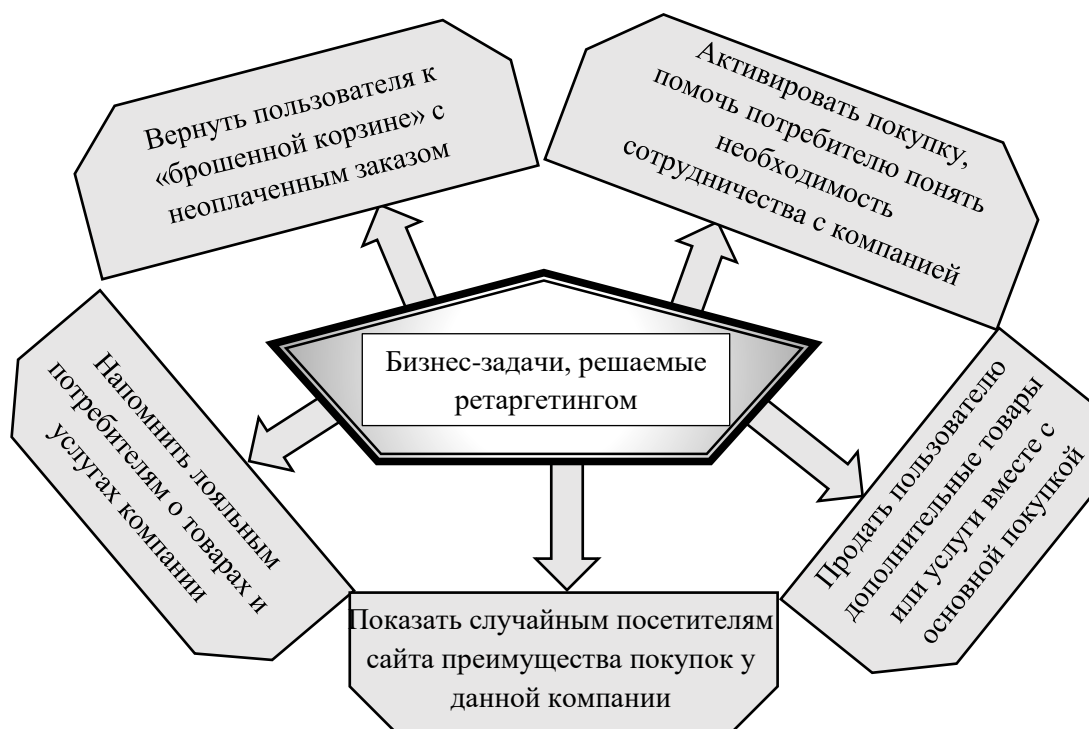 Вернуть пользователя к
«брошенной корзине» с
неоплаченным заказом
Активировать покупку,
помочь потребителю понять
необходимость
сотрудничества с компанией
Бизнес-задачи, решаемые
ретаргетингом
Напомнить лояльным
потребителям о товарах и
услугах компании
Продать пользователю
дополнительные товары
или услуги вместе с
основной покупкой
Показать случайным посетителям
сайта преимущества покупок у
данной компании